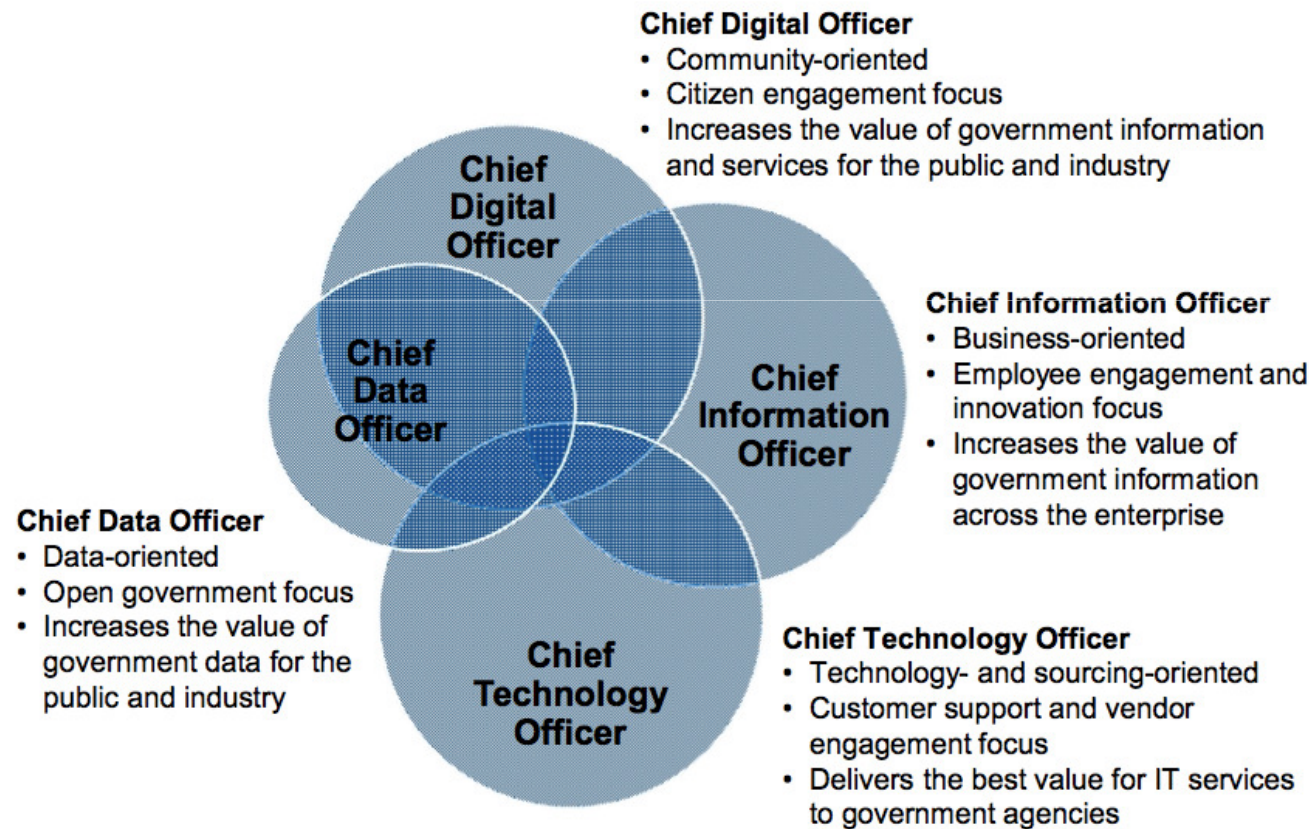 Chief Digital Officer
• Community-oriented
• Citizen engagement focus
• Increases the value of government information
and services for the public and industry
Chief
Digital
Officer
Chief
Data
Officer
Chief
Information
Officer
Chief Information Officer
• Business-oriented
• Employee engagement and
innovation focus
• Increases the value of
government information
across the enterprise
Chief Data Officer
• Data-oriented
• Open government focus
• Increases the value of
government data for the
public and industry
Chief
Technology
Officer
Chief Technology Officer
• Technology- and sourcing-oriented
• Customer support and vendor
engagement focus
• Delivers the best value for IT services
to government agencies